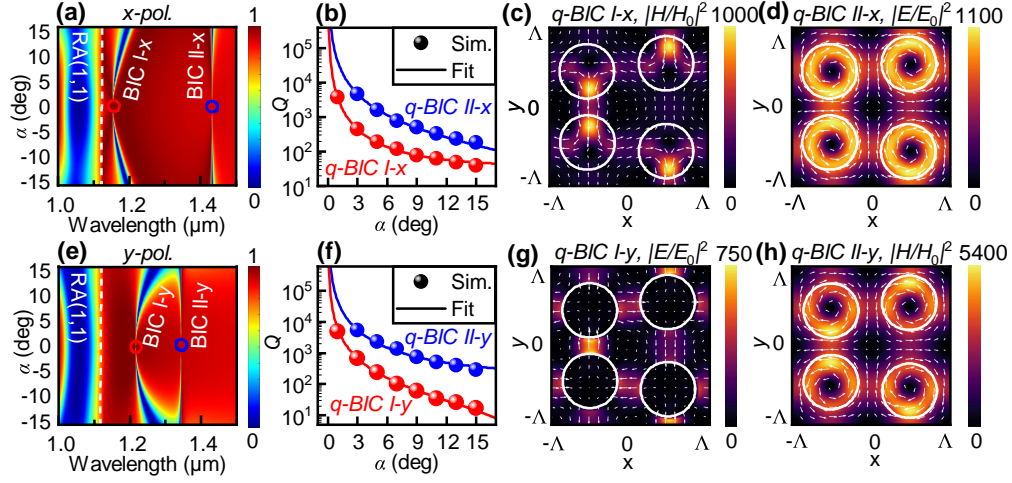 (a) x-pol.
1
15
10
5
0
-5
-10
-15
α (deg)
RA(1,1)
BIC I-x
BIC II-x
1.0 1.2 1.4
Wavelength (μm)
0
(b)
Sim.
Fit
q-BIC II-x
q-BIC I-x
Q
10^5
10^4
10^3
10^2
10^1
0 3 6 9 12 15
α (deg)
(c) q-BIC I-x, |H/H_0|^2 1000
Λ
0
-Λ
y
-Λ 0 Λ
x
0
(d) q-BIC II-x |E/E_0|^2 1100
Λ
0
-Λ
y
-Λ 0 Λ
x
0
(e) y-pol.
1
15
10
5
0
-5
-10
-15
α (deg)
RA(1,1)
BIC I-y
BIC II-y
1.0 1.2 1.4
Wavelength (μm)
0
(f)
Sim.
Fit
q-BIC II-y
q-BIC I-y
Q
10^5
10^4
10^3
10^2
10^1
0 3 6 9 12 15
α (deg)
(g) q-BIC I-y, |E/E_0|^2 750
Λ
0
-Λ
y
-Λ 0 Λ
x
0
(h) q-BIC II-y, |H/H_0|^2 5400
Λ
0
-Λ
y
-Λ 0 Λ
x
0